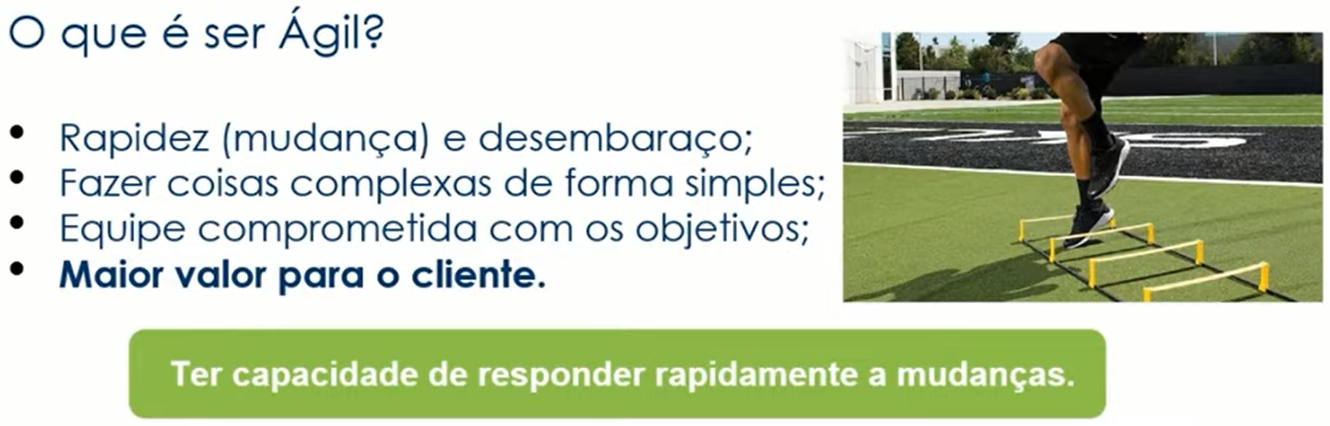 O que é ser Ágil?
• Rapidez (mudança) e desembaraço;
• Fazer coisas complexas de forma simples;
• Equipe comprometida com os objetivos;
• Maior valor para o cliente.
Ter capacidade de responder rapidamente a mudanças.